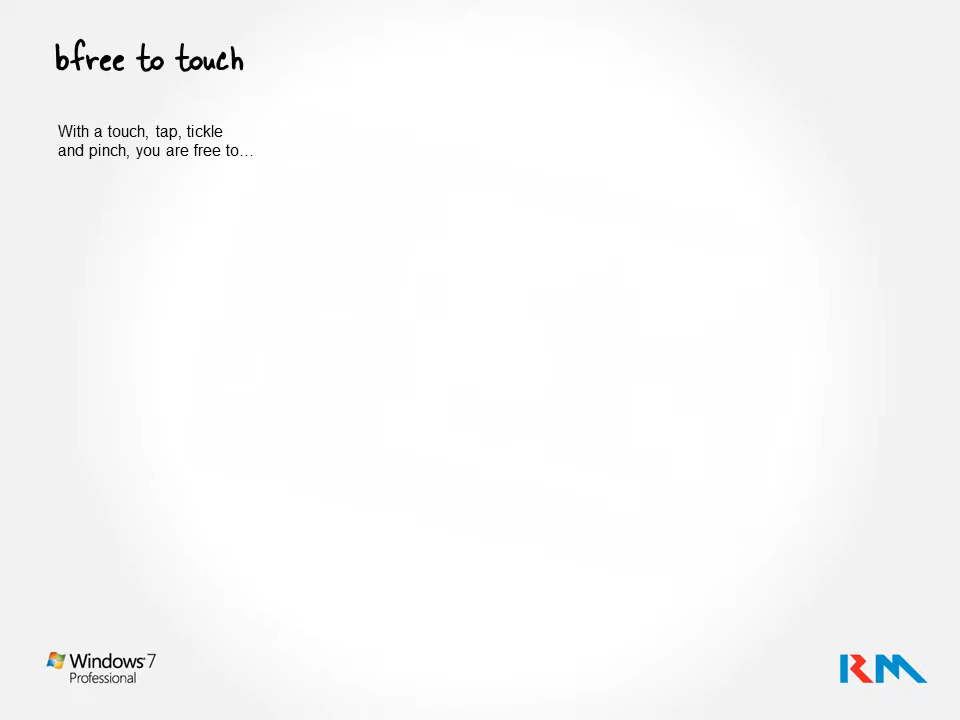 bfree to touch
With a touch, tap, tickle
and pinch, you are free to…
Windows 7
Professional
RM